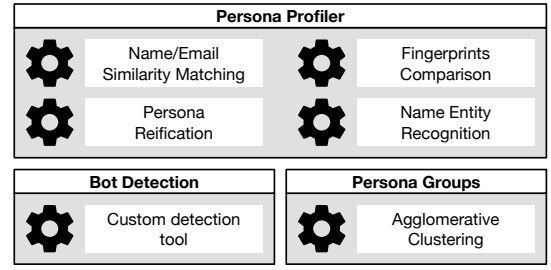 Persona Profiler
Name/Email
Similarity Matching
Fingerprints
Comparison
Persona
Reification
Name Entity
Recognition
Bot Detection
Custom detection
tool
Persona Groups
Agglomerative
Clustering